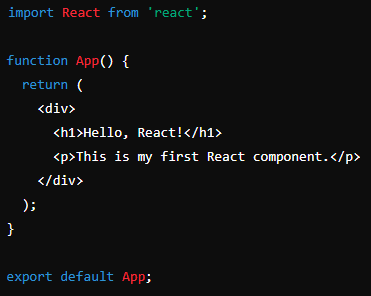 import React from 'react';

function App() {
  return (
    <div>
      <h1>Hello, React!</h1>
      <p>This is my first React component.</p>
    </div>
  );
}

export default App;